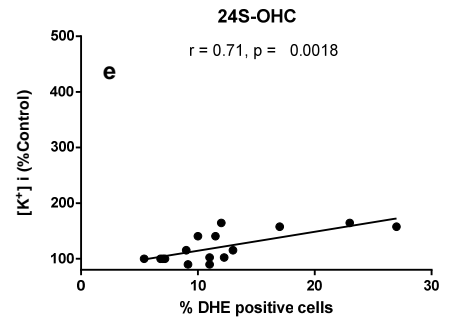 24S-OHC
r = 0.71, p = 0.0018
e
[K+] i (%Control)
500
400
300
200
100
0
10
20
30
% DHE positive cells